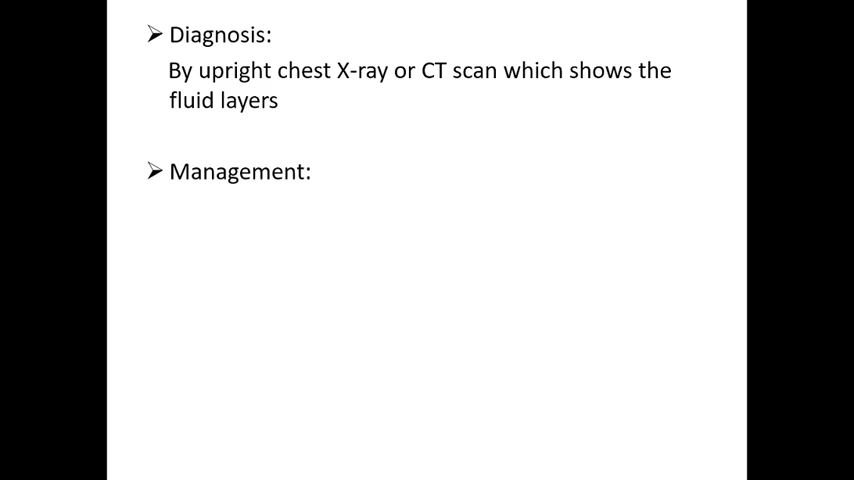 ➢ Diagnosis:
By upright chest X-ray or CT scan which shows the
fluid layers
➢ Management: